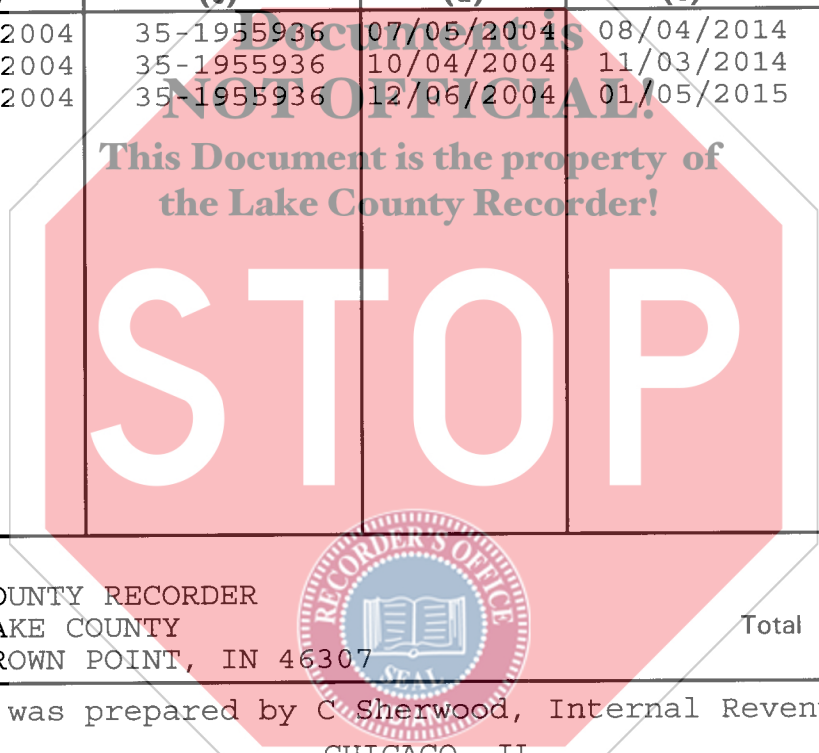 2004 35-1955936 07/05/2004 08/04/2014
2004 35-1955936 10/04/2004 11/03/2014
2004 35-1955936 12/06/2004 01/05/2015
Document is
NOT OFFICIAL!
This Document is the property of
the Lake County Recorder!
STOP
RECORDER'S OFFICE
SEAL
OUNTY RECORDER
AKE COUNTY
Total
ROWN POINT, IN 46307
was prepared by C Sherwood, Internal Reven
CHICAGO, IL